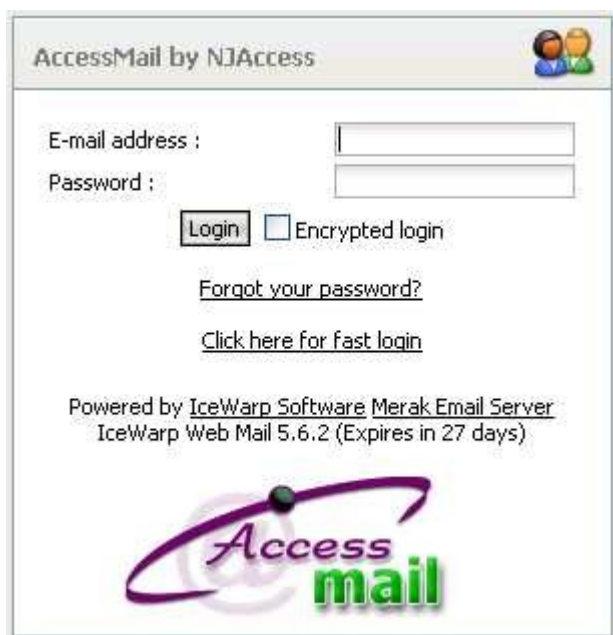 AccessMail by NJAccess
E-mail address :
Password :
Login Encrypted login
Forgot your password?
Click here for fast login
Powered by IceWarp Software Merak Email Server
IceWarp Web Mail 5.6.2 (Expires in 27 days)
@
Access
mail